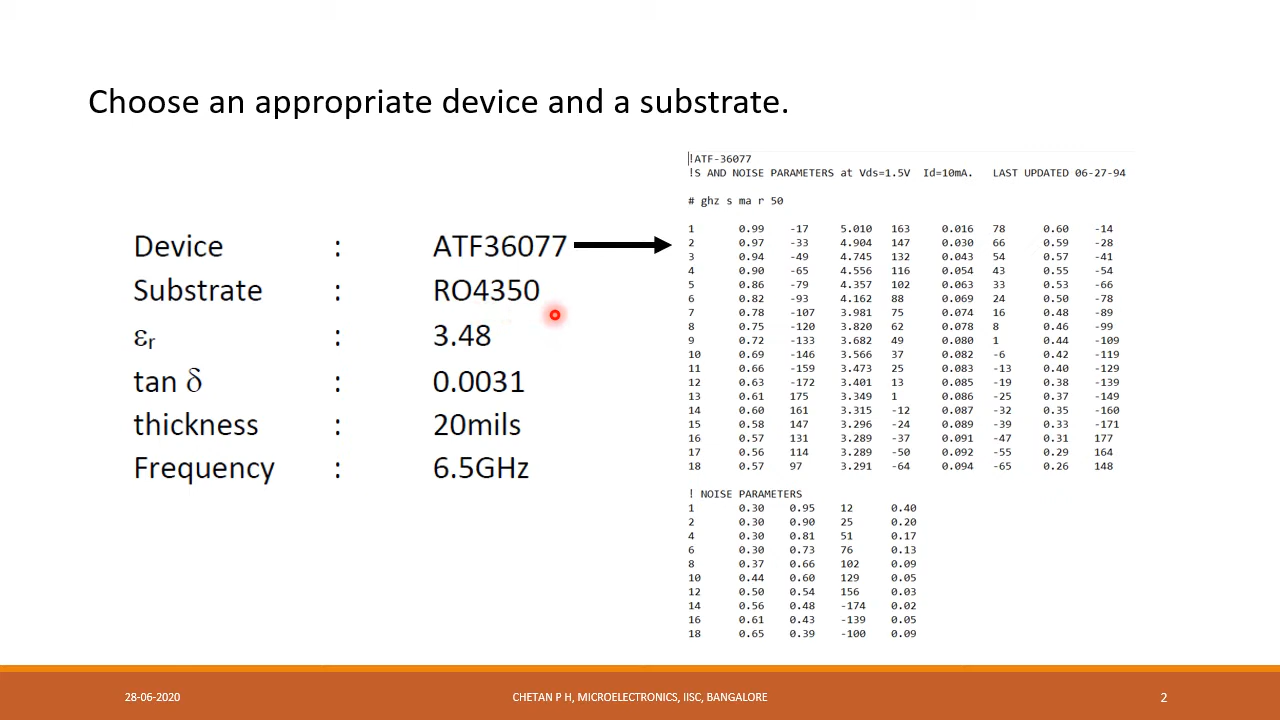 Choose an appropriate device and a substrate.
Device : ATF36077
Substrate : RO4350
εr : 3.48
tan δ : 0.0031
thickness : 20mils
Frequency : 6.5GHz
!ATF-36077
!S AND NOISE PARAMETERS at Vds=1.5V Id=10mA. LAST UPDATED 06-27-94
# ghz s ma r 50
1 0.99 -17 5.010 163 0.016 78 0.60 -14
2 0.97 -33 4.904 147 0.030 66 0.59 -28
3 0.94 -49 4.745 132 0.043 54 0.57 -41
4 0.90 -65 4.556 116 0.054 43 0.55 -54
5 0.86 -79 4.357 102 0.063 33 0.53 -66
6 0.82 -93 4.162 88 0.069 24 0.50 -78
7 0.78 -107 3.981 75 0.074 16 0.48 -89
8 0.75 -120 3.820 62 0.078 8 0.46 -99
9 0.72 -133 3.682 49 0.080 1 0.44 -109
10 0.69 -146 3.566 37 0.082 -6 0.42 -119
11 0.66 -159 3.473 25 0.083 -13 0.40 -129
12 0.63 -172 3.401 13 0.085 -19 0.38 -139
13 0.61 175 3.349 1 0.086 -25 0.37 -149
14 0.60 161 3.315 -12 0.087 -32 0.35 -160
15 0.58 147 3.296 -24 0.089 -39 0.33 -171
16 0.57 131 3.289 -37 0.091 -47 0.31 177
17 0.56 114 3.289 -50 0.092 -55 0.29 164
18 0.57 97 3.291 -64 0.094 -65 0.26 148
! NOISE PARAMETERS
1 0.30 0.95 12 0.40
2 0.30 0.90 25 0.20
4 0.30 0.81 51 0.17
6 0.30 0.73 76 0.13
8 0.37 0.66 102 0.09
10 0.44 0.60 129 0.05
12 0.50 0.54 156 0.03
14 0.56 0.48 -174 0.02
16 0.61 0.43 -139 0.05
18 0.65 0.39 -100 0.09
28-06-2020
CHETAN P H, MICROELECTRONICS, IISC, BANGALORE
2